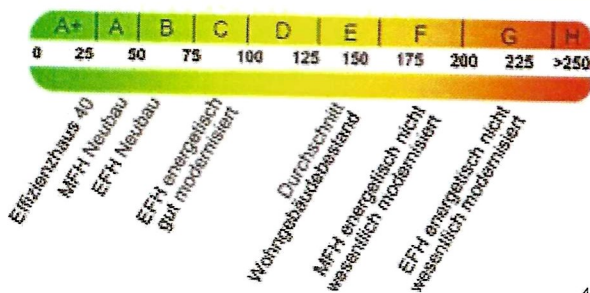 A+ A B C D E F G H
0 25 50 75 100 125 150 175 200 225 >250
Effizienzhaus 40
MFH Neubau
EFH Neubau
EFH energetisch
gut modernisiert
Durchschnitt
Wohngebäudebestand
MFH energetisch nicht
wesentlich modernisiert
EFH energetisch nicht
wesentlich modernisiert
4